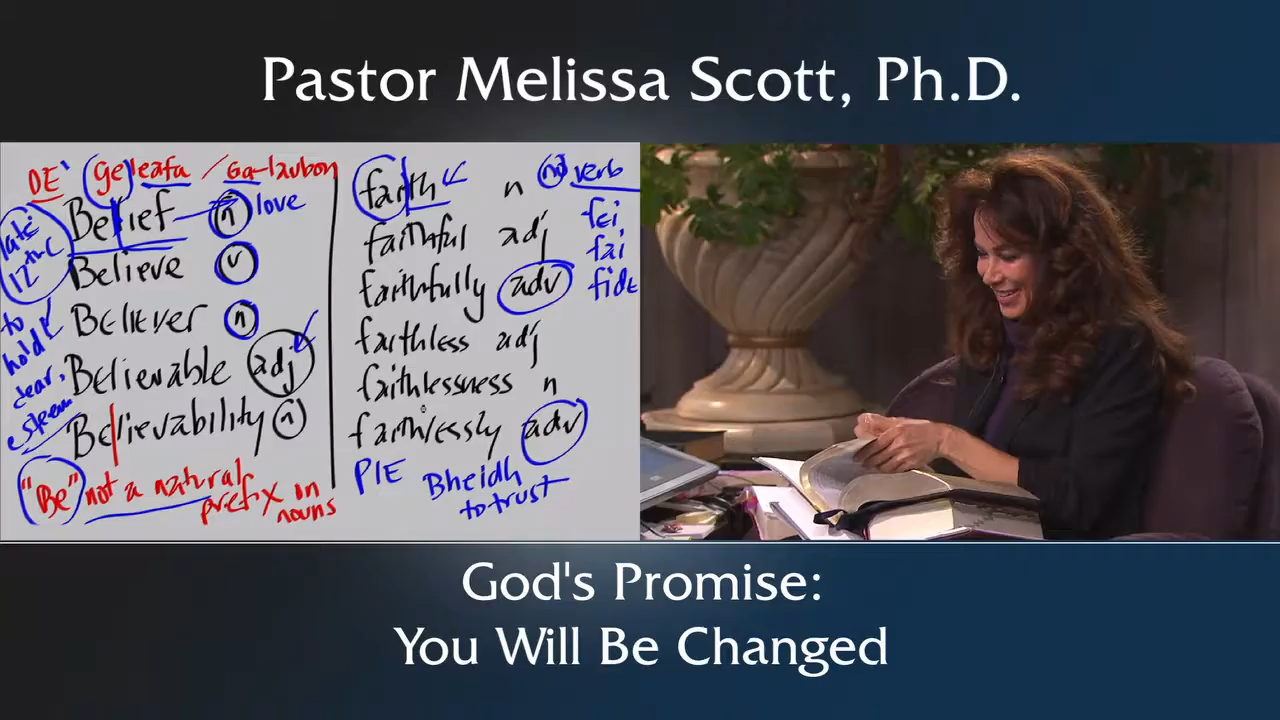 Pastor Melissa Scott, Ph.D.
OE' Geleafa / Ga-laubon
Belief n love
Believe v
Believer n
Believable adj
Believability n
late
12th C
to
hold
dear,
esteem
"Be" not a natural
prefix on
nouns
faith n no verb
faithful adj
faithfully adv
faithless adj
faithlessness n
faithlessly adv
fei,
fai
fide
PIE Bheidh
to trust
God's Promise:
You Will Be Changed